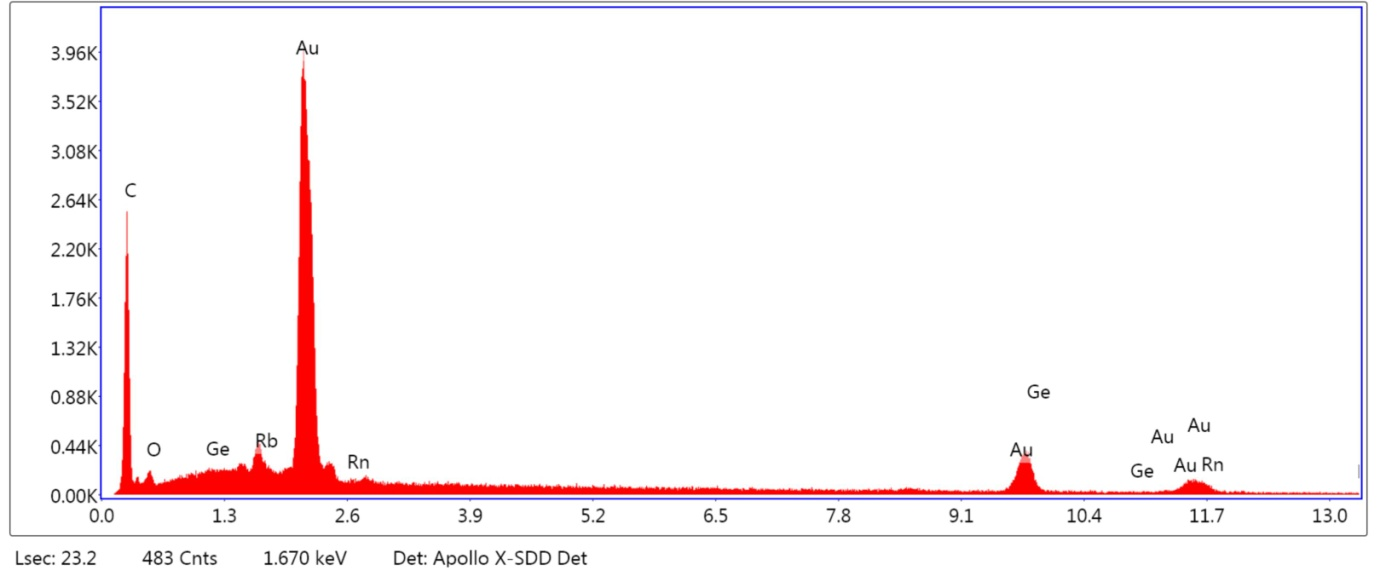 Au
3.96K
3.52K
3.08K
2.64K
C
2.20K
1.76K
1.32K
0.88K
Ge
Au
0.44K
O
Ge
Rb
Rn
Au
Au
Ge
Au
Rn
0.00K
0.0 1.3 2.6 3.9 5.2 6.5 7.8 9.1 10.4 11.7 13.0
Lsec: 23.2 483 Cnts 1.670 keV Det: Apollo X-SDD Det